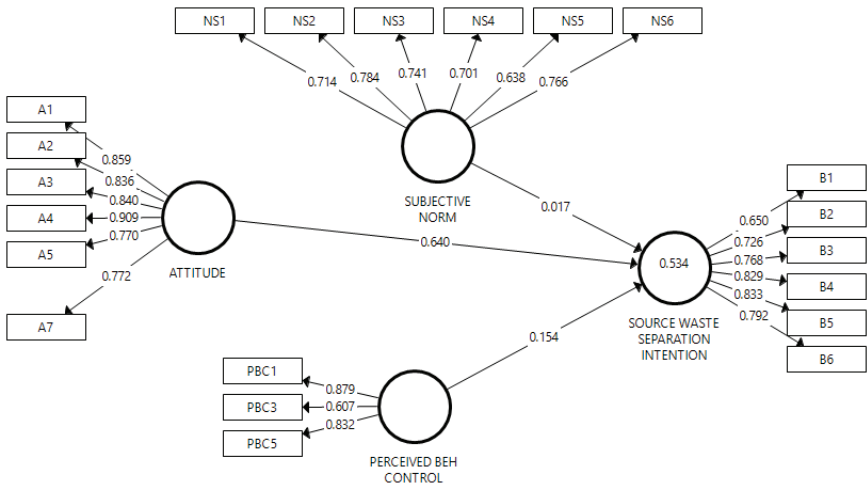 NS1 NS2 NS3 NS4 NS5 NS6
0.714 0.784 0.741 0.701 0.638 0.766
A1
A2
A3
A4
A5
A7
0.859
0.836
0.840
0.909
0.770
0.772
ATTITUDE
SUBJECTIVE
NORM
0.017
0.640
0.154
0.534
SOURCE WASTE
SEPARATION
INTENTION
0.650
0.726
0.768
0.829
0.833
0.792
B1
B2
B3
B4
B5
B6
PBC1
PBC3
PBC5
0.879
0.607
0.832
PERCEIVED BEH
CONTROL